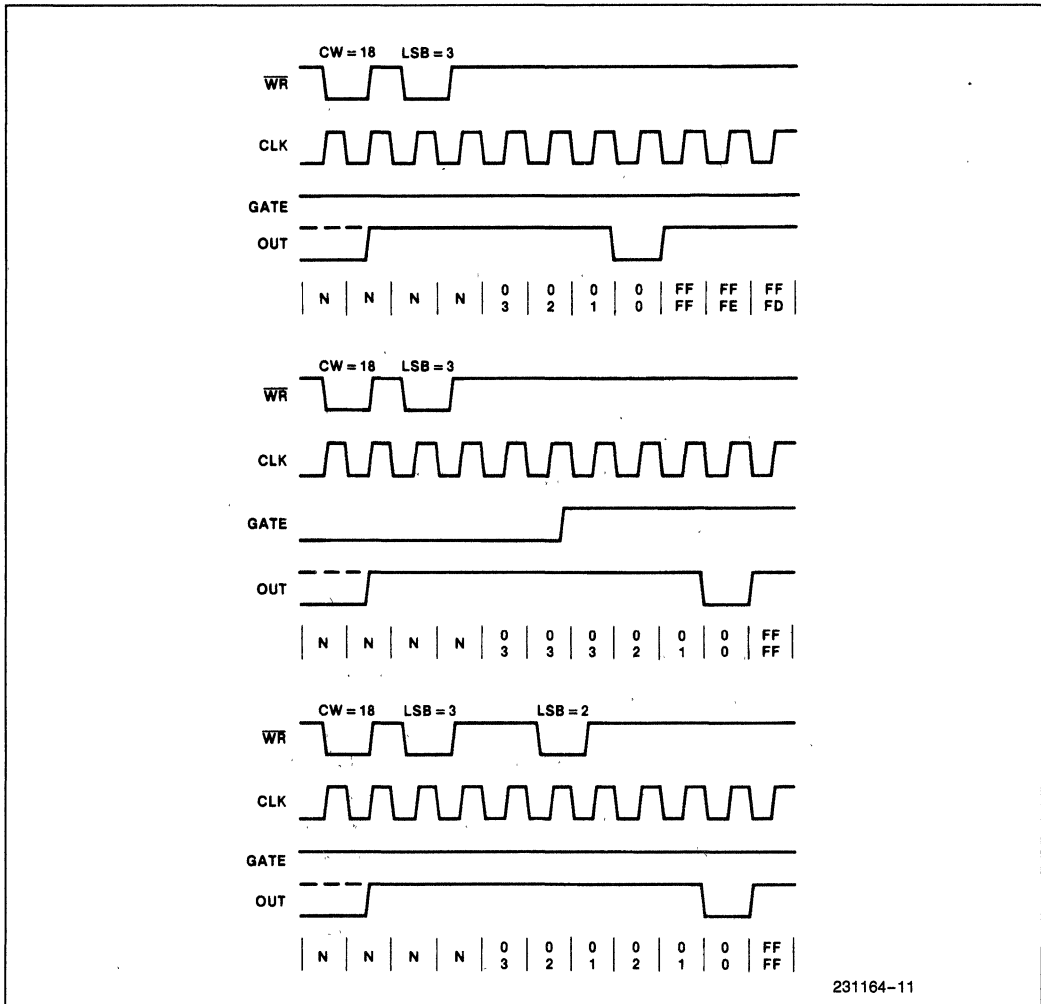 CW = 18 LSB = 3
WR
CLK
GATE
OUT
| N | N | N | N | 0 | 0 | 0 | 0 | FF | FF | FF |
3 2 1 0 FF FE FD
CW = 18 LSB = 3
WR
CLK
GATE
OUT
| N | N | N | N | 0 | 0 | 0 | 0 | 0 | 0 | FF |
3 3 3 2 1 0 FF
CW = 18 LSB = 3 LSB = 2
WR
CLK
GATE
OUT
| N | N | N | N | 0 | 0 | 0 | 0 | 0 | 0 | FF |
3 2 1 2 1 0 FF
231164-11